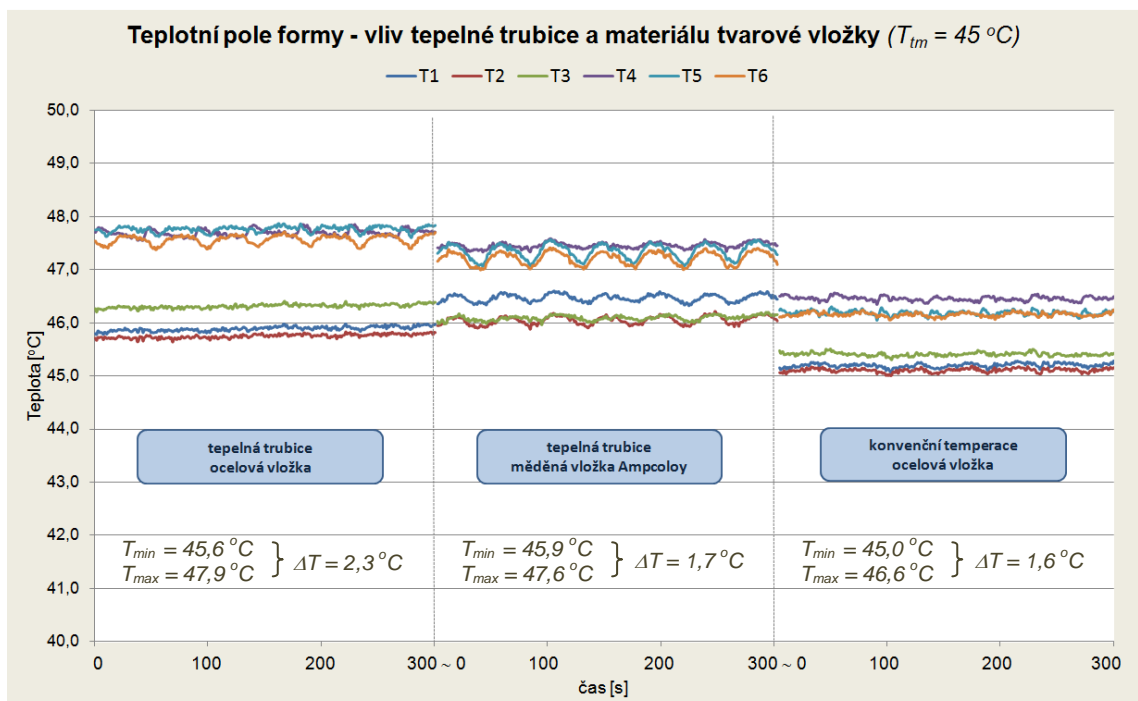 Teplotní pole formy - vliv tepelné trubice a materiálu tvarové vložky (Ttm = 45 °C)
T1 T2 T3 T4 T5 T6
Teplota [°C]
50,0
49,0
48,0
47,0
46,0
45,0
44,0
43,0
42,0
41,0
40,0
tepelná trubice
ocelová vložka
tepelná trubice
měděná vložka Ampcoloy
konvenční temperace
ocelová vložka
Tmin = 45,6 °C
Tmax = 47,9 °C
ΔT = 2,3 °C
Tmin = 45,9 °C
Tmax = 47,6 °C
ΔT = 1,7 °C
Tmin = 45,0 °C
Tmax = 46,6 °C
ΔT = 1,6 °C
0 100 200 300 ~ 0 100 200 300 ~ 0 100 200 300
čas [s]